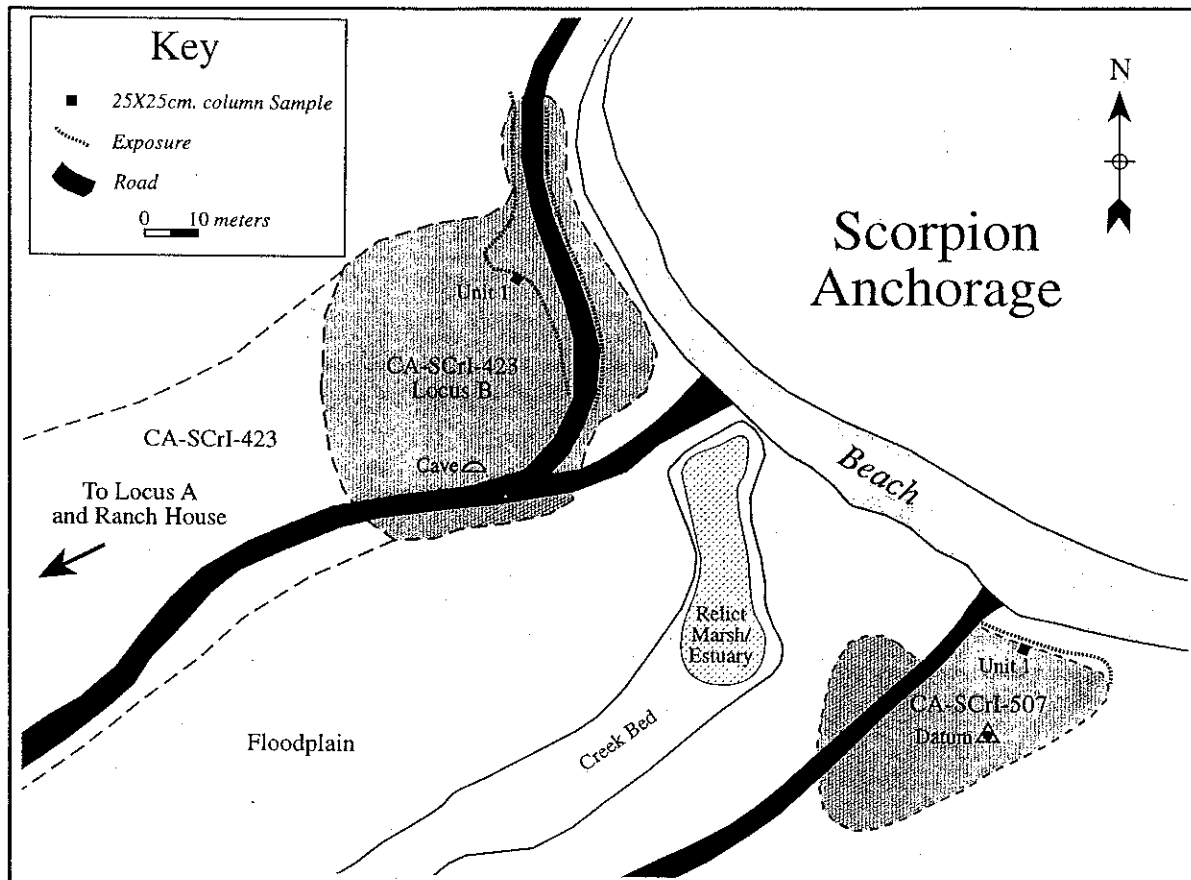 Key
25X25cm. column Sample
Exposure
Road
0 10 meters
N
Scorpion
Anchorage
Unit 1
CA-SCrI-423
Locus B
CA-SCrI-423
Cave
To Locus A
and Ranch House
Beach
Relict
Marsh/
Estuary
Unit 1
CA-SCrI-507
Datum
Creek Bed
Floodplain